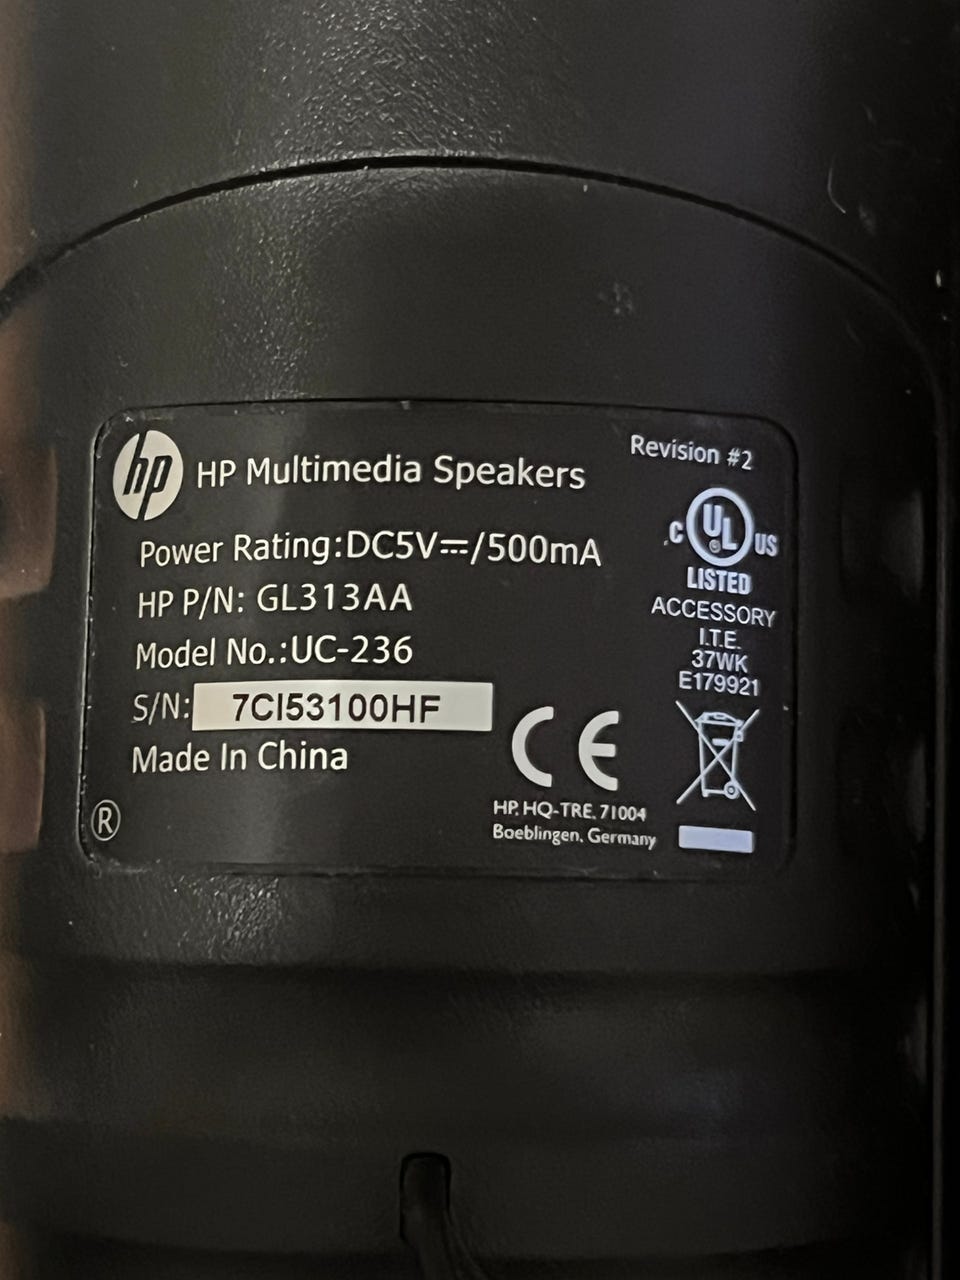 hp HP Multimedia Speakers
Revision #2
Power Rating:DC5V⎓/500mA
HP P/N: GL313AA
Model No.:UC-236
S/N: 7CI53100HF
Made In China
®
C UL ® US
LISTED
ACCESSORY
I.T.E.
37WK
E179921
CE
HP, HQ-TRE, 71004
Boeblingen, Germany